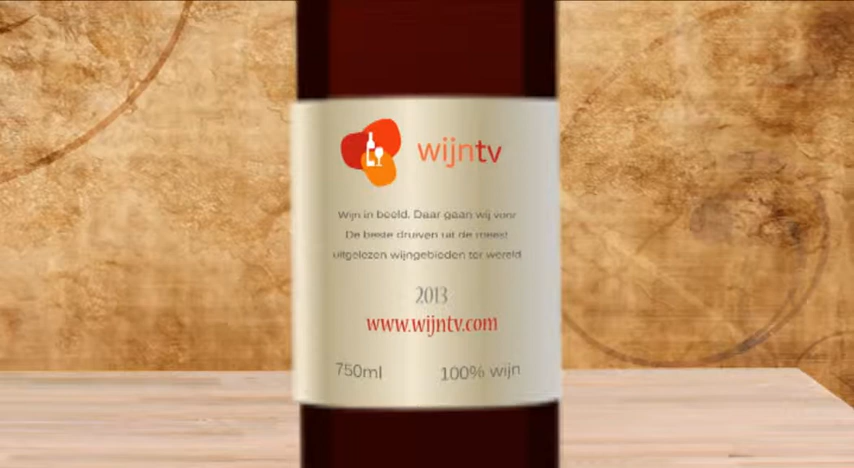 wijntv
Wijn in beeld. Daar gaan wij voor
De beste druiven uit de meest
uitgelezen wijngebieden ter wereld
2013
www.wijntv.com
750ml
100% wijn